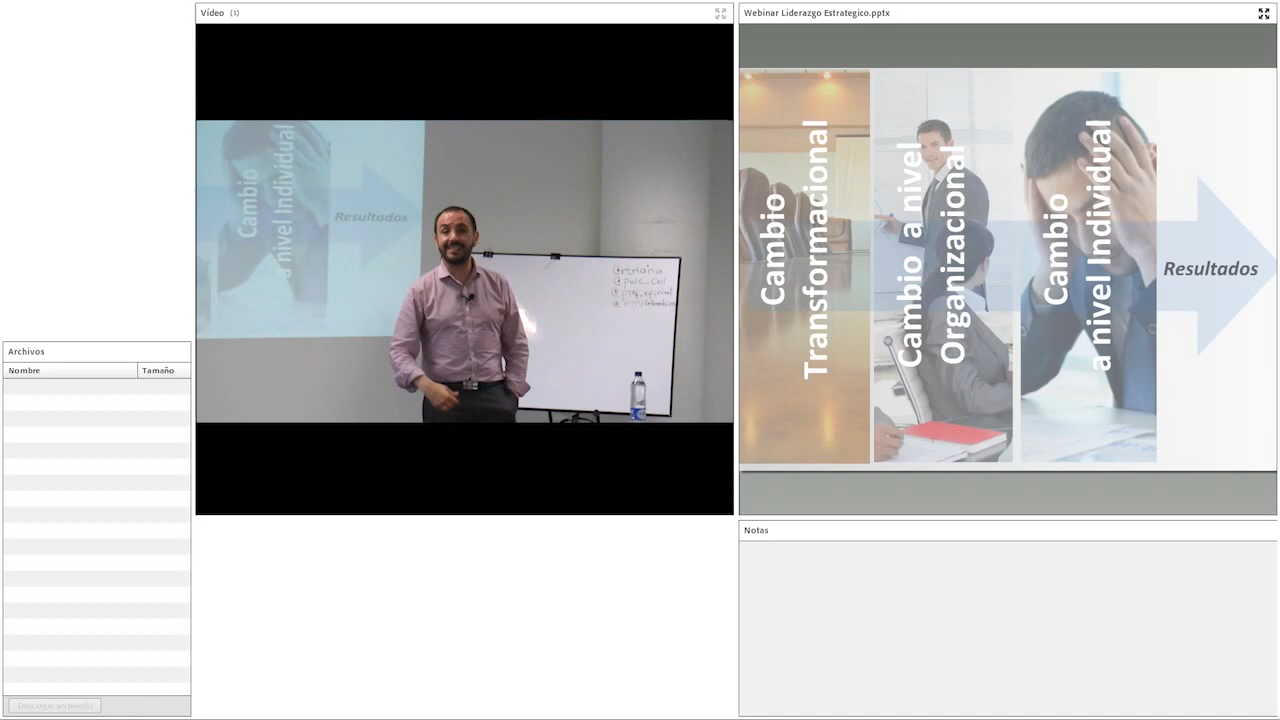 Vídeo (1)
Webinar Liderazgo Estrategico.pptx
Cambio
a nivel Individual
Resultados
Cambio
Transformacional
Cambio a nivel
Organizacional
Cambio
a nivel Individual
Resultados
Archivos
Nombre
Tamaño
Descargar archivo(s)
Notas